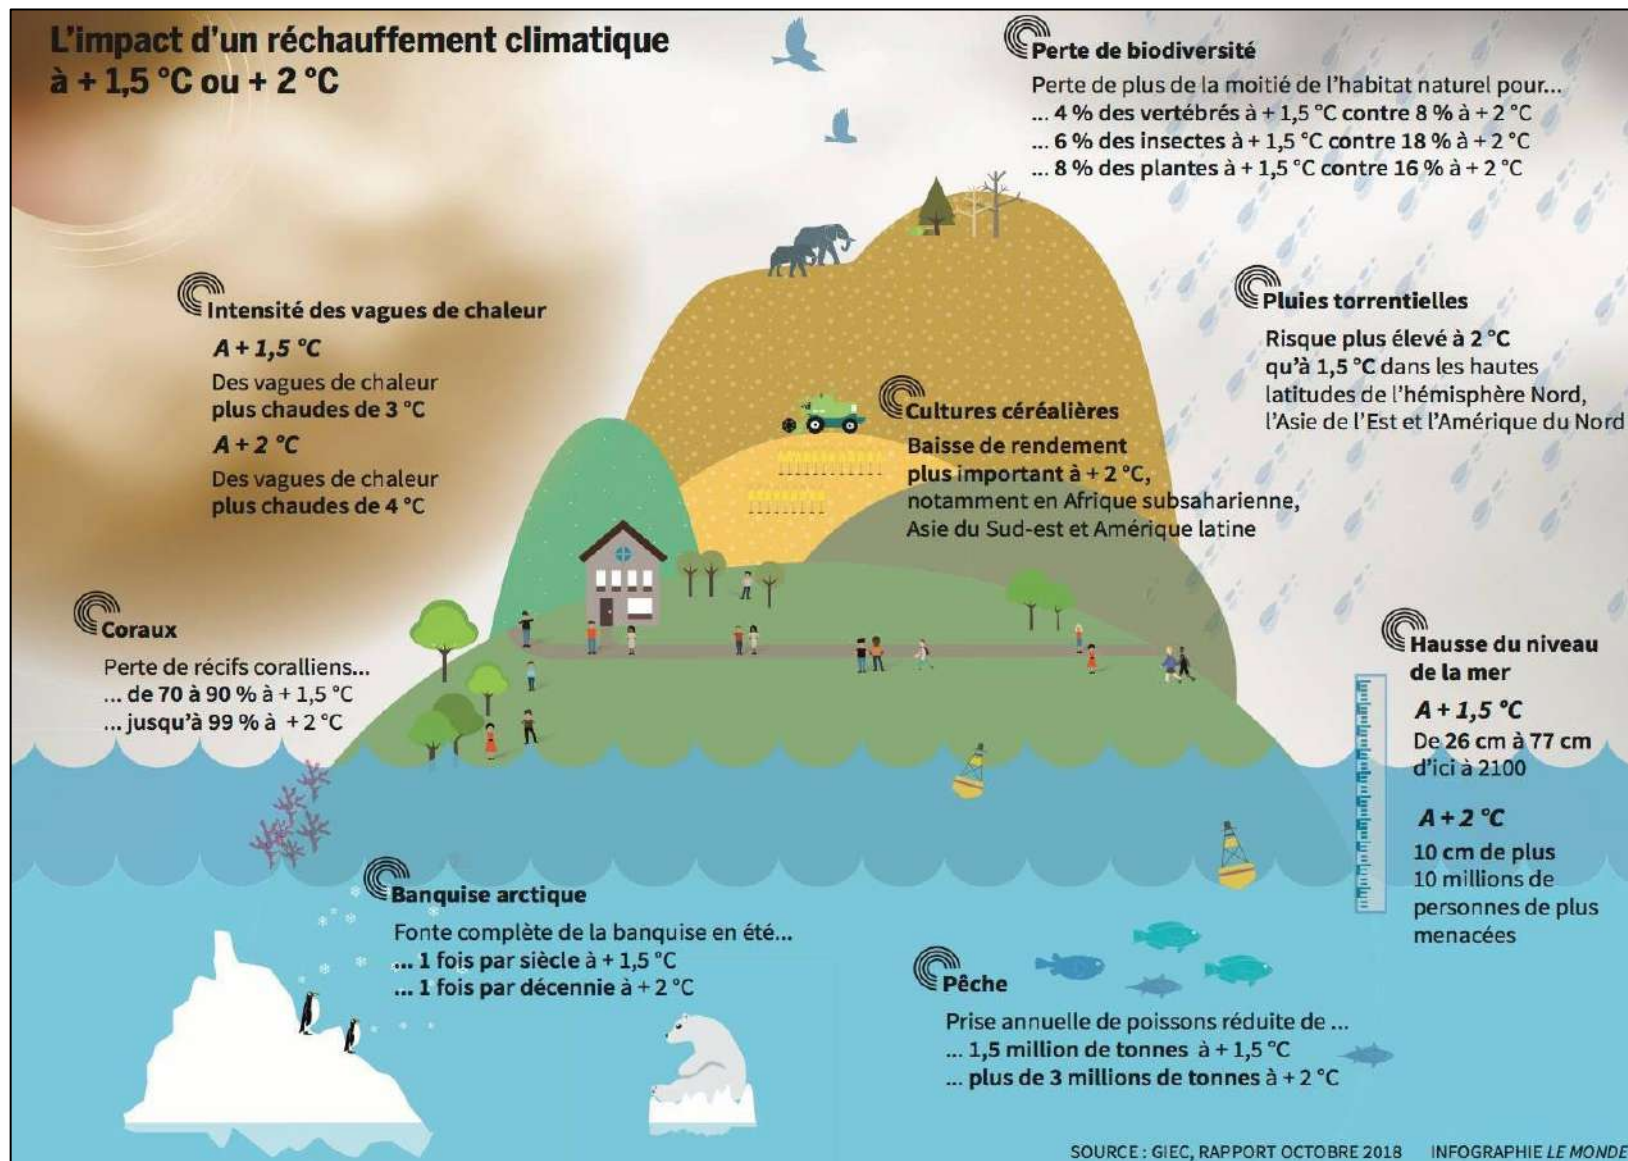 L'impact d'un réchauffement climatique
à + 1,5 °C ou + 2 °C
Perte de biodiversité
Perte de plus de la moitié de l'habitat naturel pour...
... 4 % des vertébrés à + 1,5 °C contre 8 % à + 2 °C
... 6 % des insectes à + 1,5 °C contre 18 % à + 2 °C
... 8 % des plantes à + 1,5 °C contre 16 % à + 2 °C
Intensité des vagues de chaleur
A + 1,5 °C
Des vagues de chaleur
plus chaudes de 3 °C
A + 2 °C
Des vagues de chaleur
plus chaudes de 4 °C
Pluies torrentielles
Risque plus élevé à 2 °C
qu'à 1,5 °C dans les hautes
latitudes de l'hémisphère Nord,
l'Asie de l'Est et l'Amérique du Nord
Cultures céréalières
Baisse de rendement
plus important à + 2 °C,
notamment en Afrique subsaharienne,
Asie du Sud-est et Amérique latine
Coraux
Perte de récifs coralliens...
... de 70 à 90 % à + 1,5 °C
... jusqu'à 99 % à + 2 °C
Hausse du niveau
de la mer
A + 1,5 °C
De 26 cm à 77 cm
d'ici à 2100
A + 2 °C
10 cm de plus
10 millions de
personnes de plus
menacées
Banquise arctique
Fonte complète de la banquise en été...
... 1 fois par siècle à + 1,5 °C
... 1 fois par décennie à + 2 °C
Pêche
Prise annuelle de poissons réduite de ...
... 1,5 million de tonnes à + 1,5 °C
... plus de 3 millions de tonnes à + 2 °C
SOURCE : GIEC, RAPPORT OCTOBRE 2018 INFOGRAPHIE LE MONDE